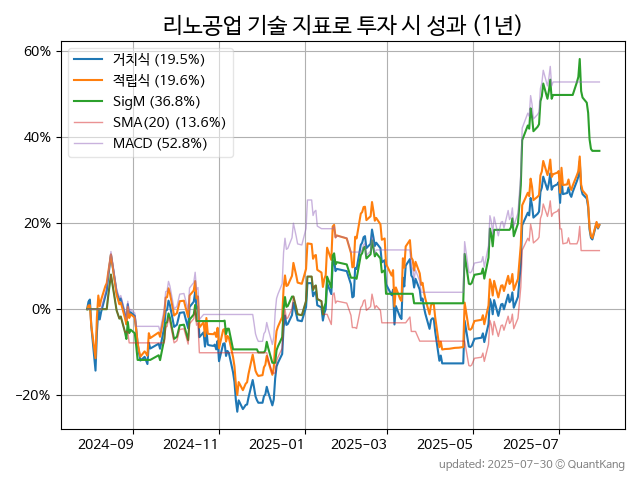 리노공업 기술 지표로 투자 시 성과 (1년)
60%
40%
20%
0%
−20%
거치식 (19.5%)
적립식 (19.6%)
SigM (36.8%)
SMA(20) (13.6%)
MACD (52.8%)
2024-09
2024-11
2025-01
2025-03
2025-05
2025-07
updated: 2025-07-30 © QuantKang